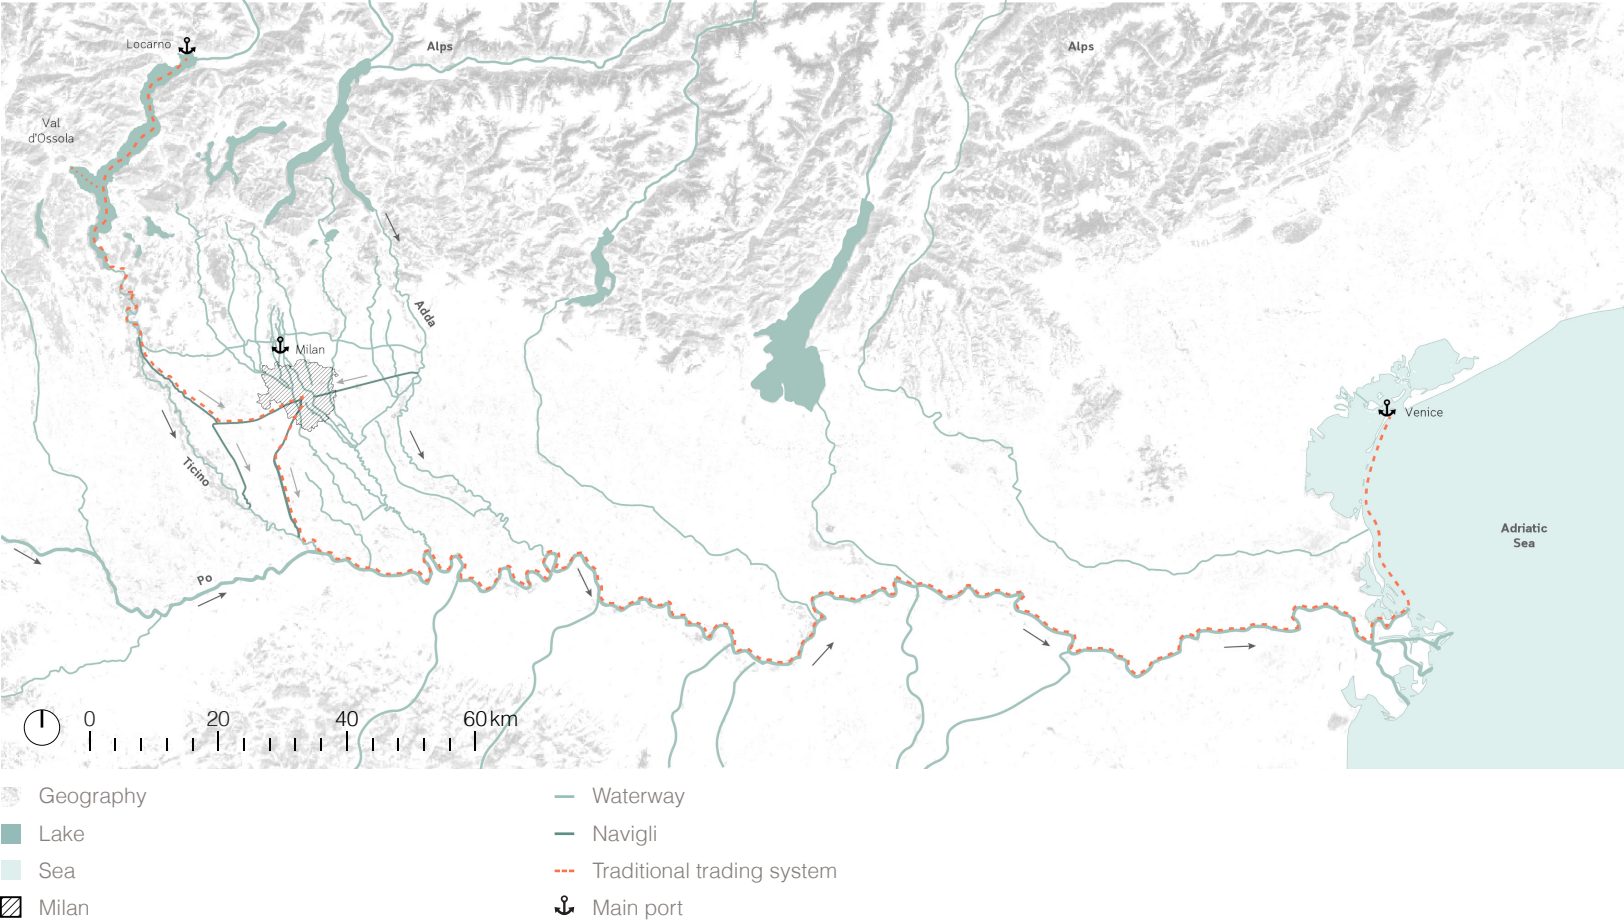 Locarno
Alps
Alps
Val
d'Ossola
Adda
Milan
Venice
Ticino
Adriatic
Sea
Po
0 20 40 60 km
Geography
Lake
Sea
Milan
Waterway
Navigli
Traditional trading system
Main port